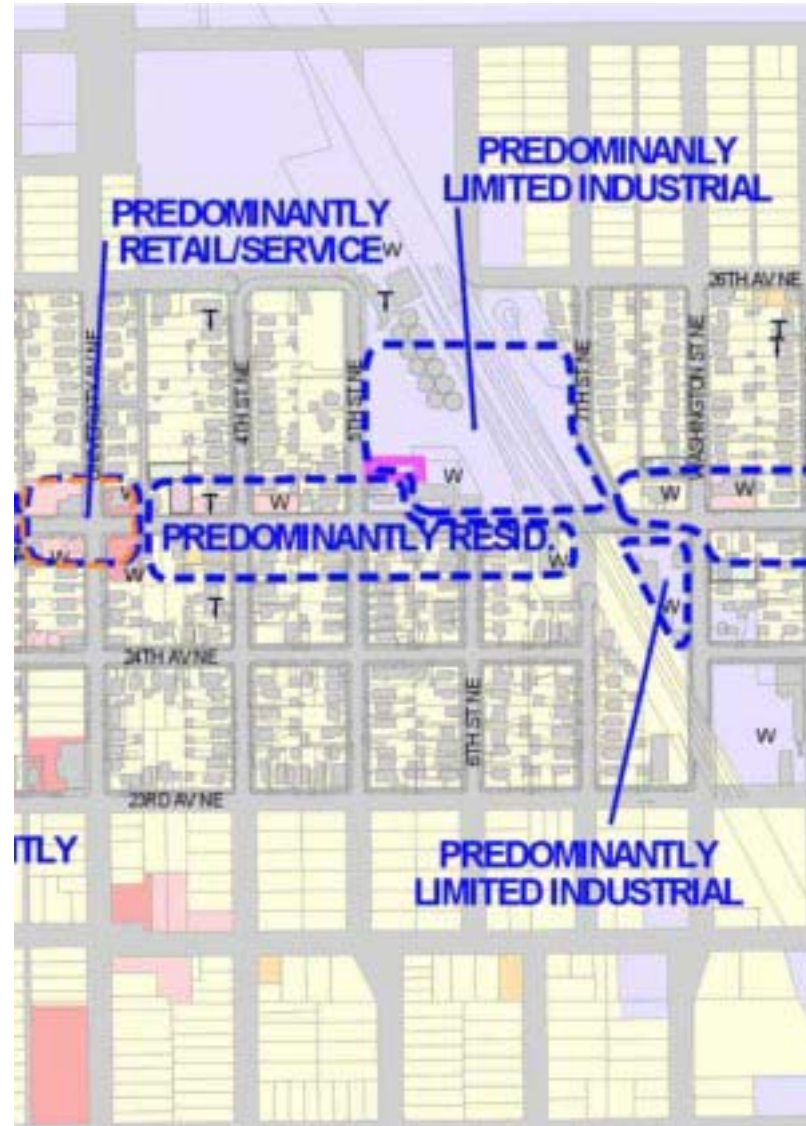 PREDOMINANLY
LIMITED INDUSTRIAL
PREDOMINANTLY
RETAIL/SERVICE
W
T
26TH AV NE
T
T
T
4TH ST NE
5TH ST NE
7TH ST NE
WASHINGTON ST NE
W
W
W
T
W
W
W
PREDOMINANTLY RESID.
W
W
W
T
W
24TH AV NE
6TH ST NE
W
23RD AV NE
TLY
PREDOMINANTLY
LIMITED INDUSTRIAL